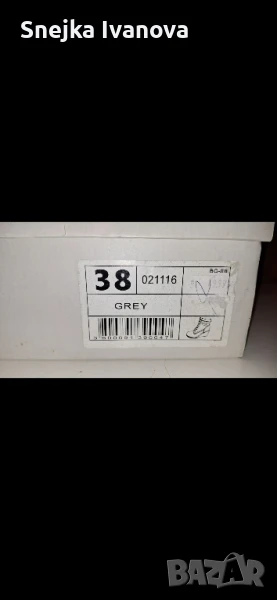 Snejka Ivanova
38
021116
GREY
BAZAR